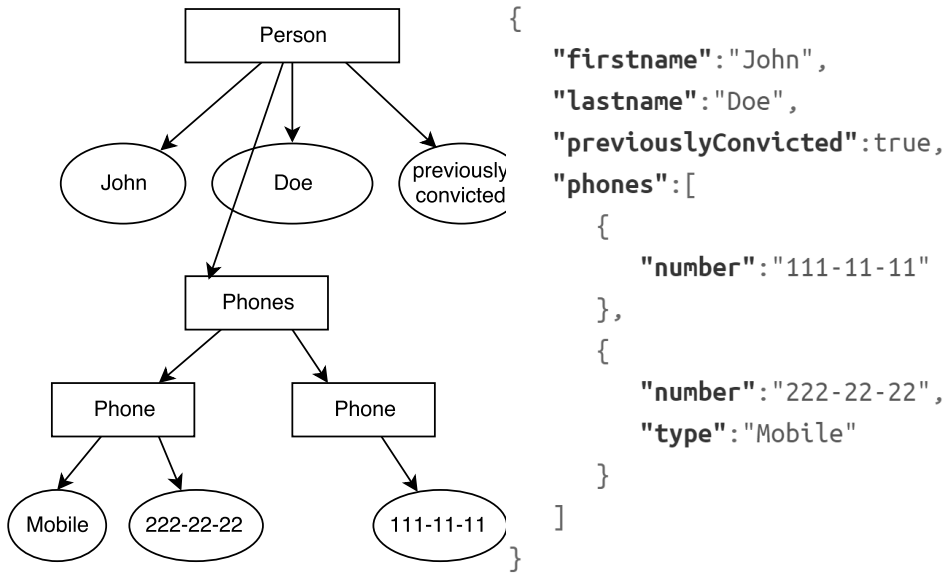 Person
John
Doe
previously
convicted
Phones
Phone
Phone
Mobile
222-22-22
111-11-11
{
"firstname":"John",
"lastname":"Doe",
"previouslyConvicted":true,
"phones":[
{
"number":"111-11-11"
},
{
"number":"222-22-22",
"type":"Mobile"
}
]
}